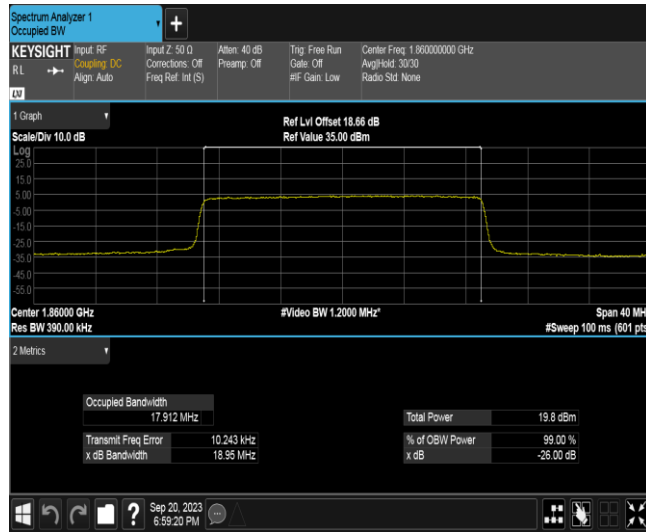 Spectrum Analyzer 1
Occupied BW
+
KEYSIGHT Input: RF Input Z: 50 Ω Atten: 40 dB Trig: Free Run Center Freq: 1.860000000 GHz
RL Coupling: DC Corrections: Off Preamp: Off Gate: Off Avg|Hold: 30/30
Align: Auto Freq Ref: Int (S) #IF Gain: Low Radio Std: None
LXI
1 Graph Ref Lvl Offset 18.66 dB
Scale/Div 10.0 dB Ref Value 35.00 dBm
Log
25.0
15.0
5.00
-5.00
-15.0
-25.0
-35.0
-45.0
-55.0
Center 1.86000 GHz #Video BW 1.2000 MHz* Span 40 MH
Res BW 390.00 kHz #Sweep 100 ms (601 pts
2 Metrics
Occupied Bandwidth
17.912 MHz Total Power 19.8 dBm
Transmit Freq Error 10.243 kHz % of OBW Power 99.00 %
x dB Bandwidth 18.95 MHz x dB -26.00 dB
? Sep 20, 2023
6:59:20 PM